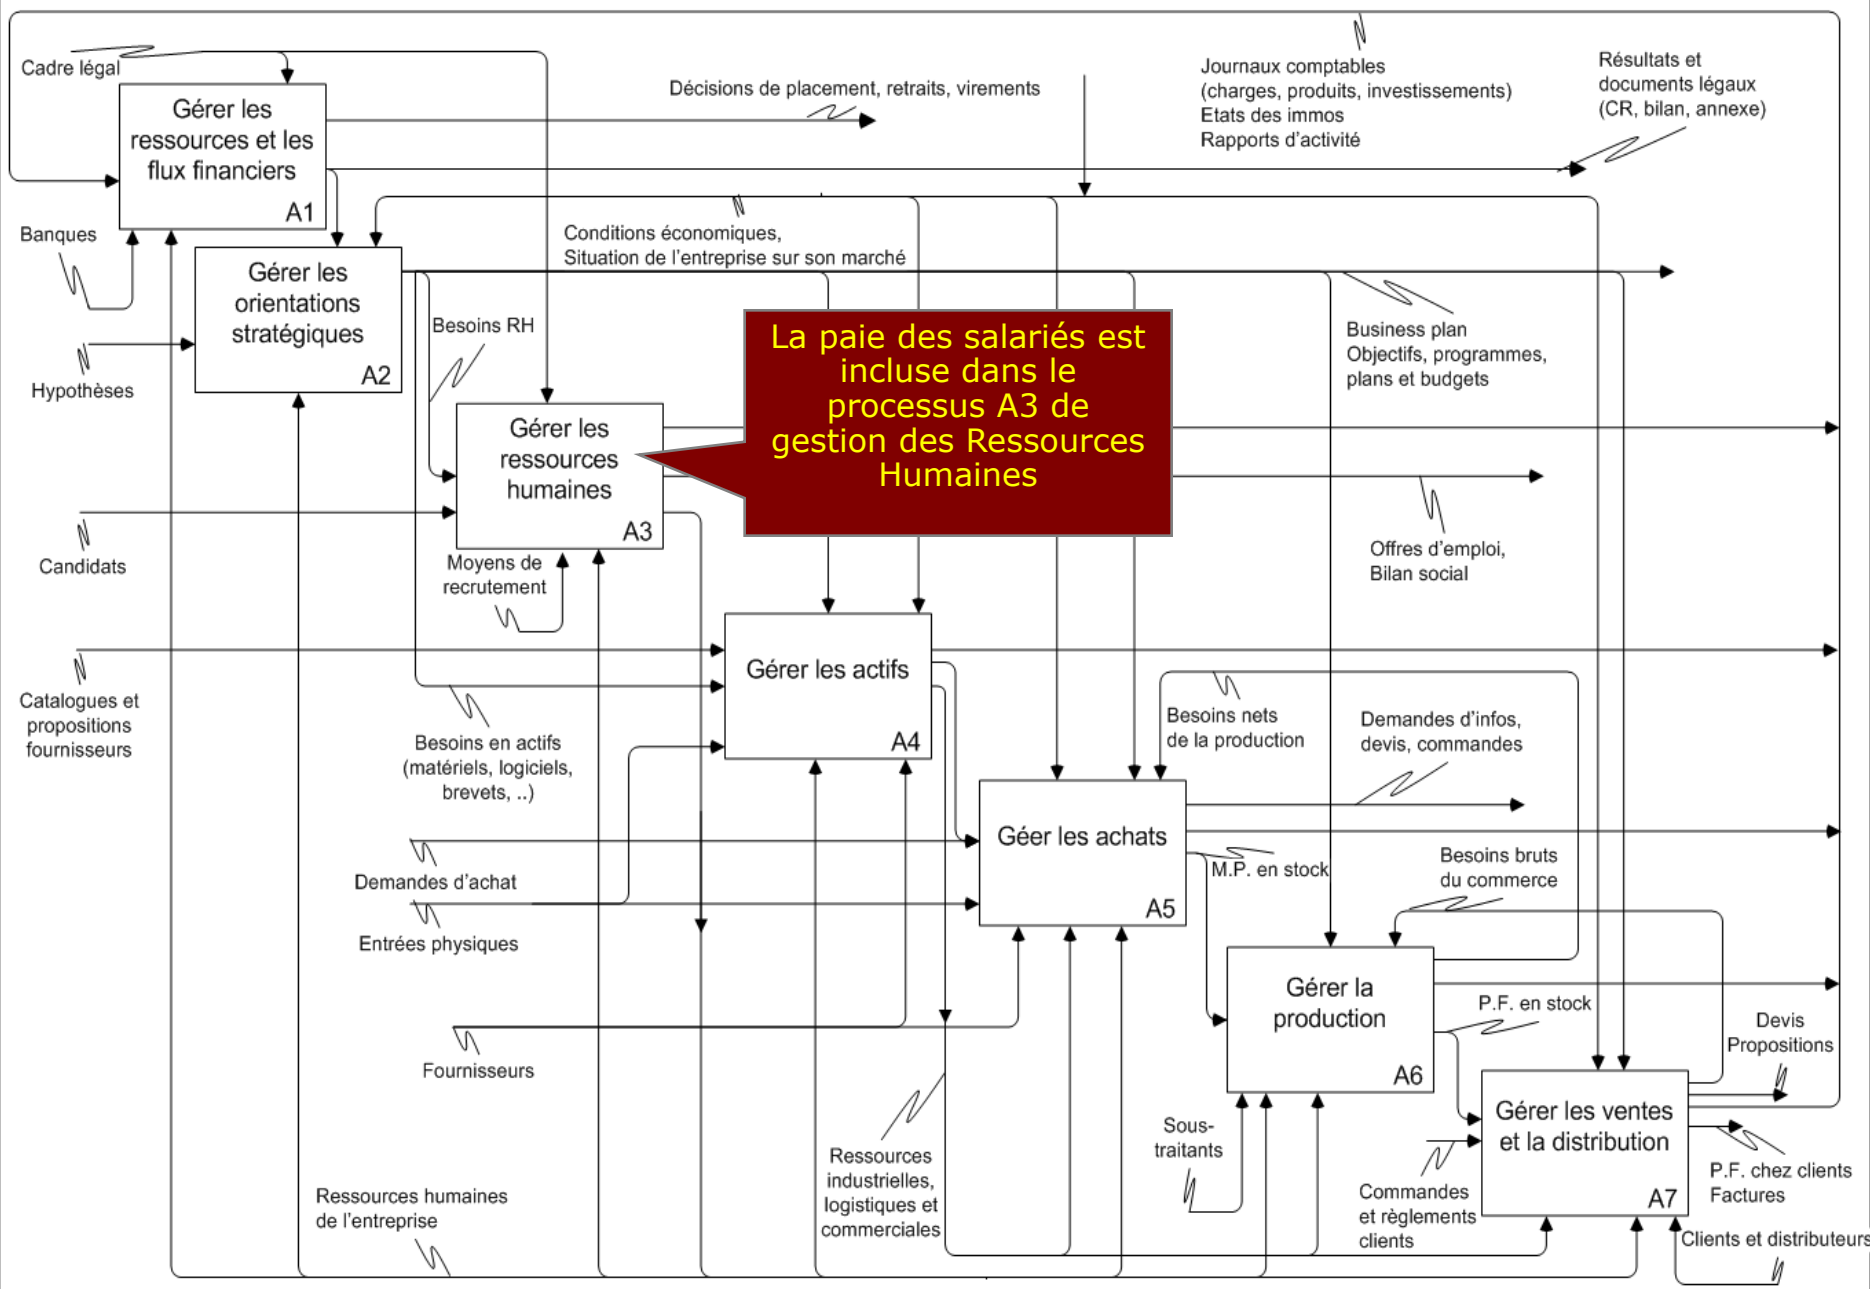 Cadre légal
Gérer les
ressources et les
flux financiers
A1
Décisions de placement, retraits, virements
Journaux comptables
(charges, produits, investissements)
Etats des immos
Rapports d'activité
Résultats et
documents légaux
(CR, bilan, annexe)
Banques
Gérer les
orientations
stratégiques
A2
Conditions économiques,
Situation de l'entreprise sur son marché
Hypothèses
Besoins RH
La paie des salariés est
incluse dans le
processus A3 de
gestion des Ressources
Humaines
Business plan
Objectifs, programmes,
plans et budgets
Gérer les
ressources
humaines
A3
Candidats
Moyens de
recrutement
Offres d'emploi,
Bilan social
Gérer les actifs
A4
Catalogues et
propositions
fournisseurs
Besoins en actifs
(matériels, logiciels,
brevets, ..)
Besoins nets
de la production
Demandes d'infos,
devis, commandes
Géer les achats
A5
Demandes d'achat
Entrées physiques
M.P. en stock
Besoins bruts
du commerce
Gérer la
production
A6
Fournisseurs
P.F. en stock
Devis
Propositions
Gérer les ventes
et la distribution
A7
Sous-
traitants
Ressources
industrielles,
logistiques et
commerciales
Commandes
et règlements
clients
P.F. chez clients
Factures
Ressources humaines
de l'entreprise
Clients et distributeurs